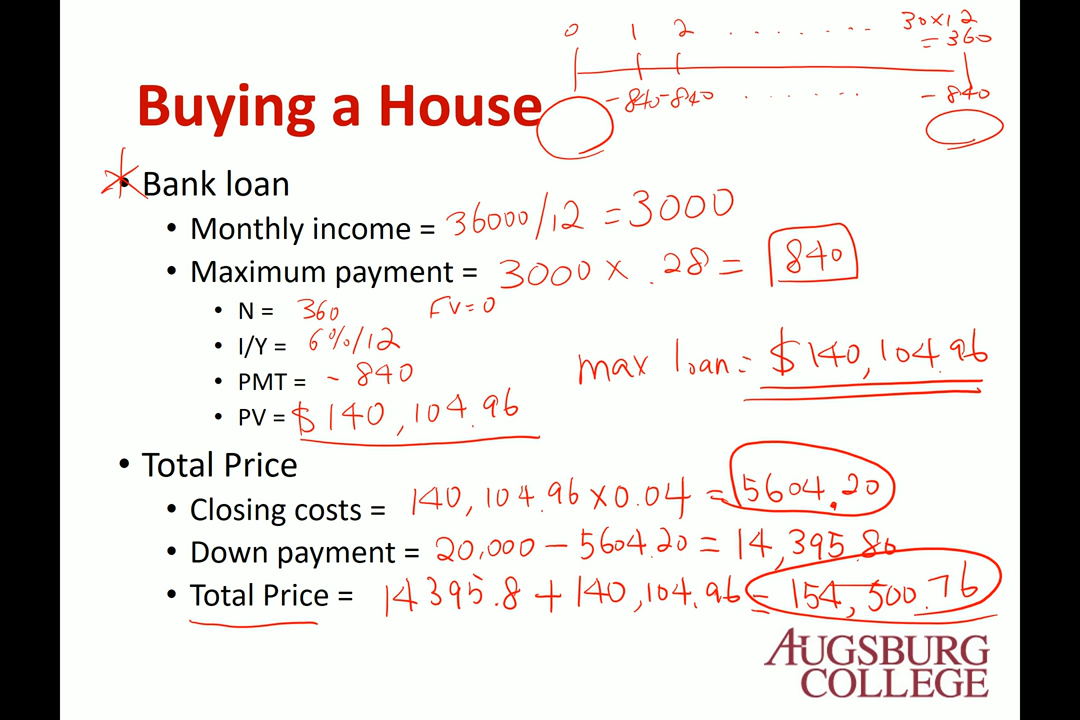 0 1 2 . . . . . . . . 30×12
= 360
Buying a House
-840 -840 . . . . . . -840
* Bank loan
• Monthly income = 36000/12 = 3000
• Maximum payment = 3000 × .28 = 840
• N = 360 FV = 0
• I/Y = 6%/12
• PMT = -840
max loan = $140,104.96
• PV = $140,104.96
• Total Price
• Closing costs = 140,104.96 × 0.04 = 5604.20
• Down payment = 20,000 - 5604.20 = 14,395.80
• Total Price = 14395.8 + 140,104.96 = 154,500.76
AUGSBURG
COLLEGE